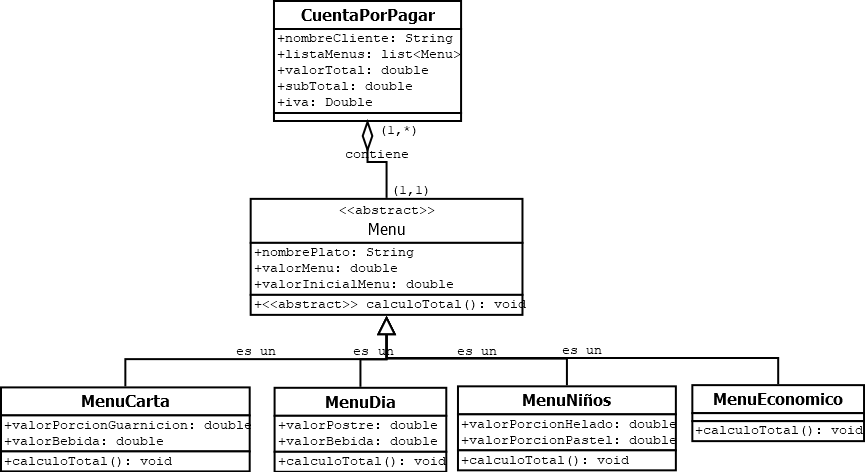 CuentaPorPagar
+nombreCliente: String
+listaMenus: list<Menu>
+valorTotal: double
+subTotal: double
+iva: Double
(1,*)
contiene
(1,1)
<<abstract>>
Menu
+nombrePlato: String
+valorMenu: double
+valorInicialMenu: double
+<<abstract>> calculoTotal(): void
es un
es un
es un
es un
MenuCarta
+valorPorcionGuarnicion: double
+valorBebida: double
+calculoTotal(): void
MenuDia
+valorPostre: double
+valorBebida: double
+calculoTotal(): void
MenuNiños
+valorPorcionHelado: double
+valorPorcionPastel: double
+calculoTotal(): void
MenuEconomico
+calculoTotal(): void